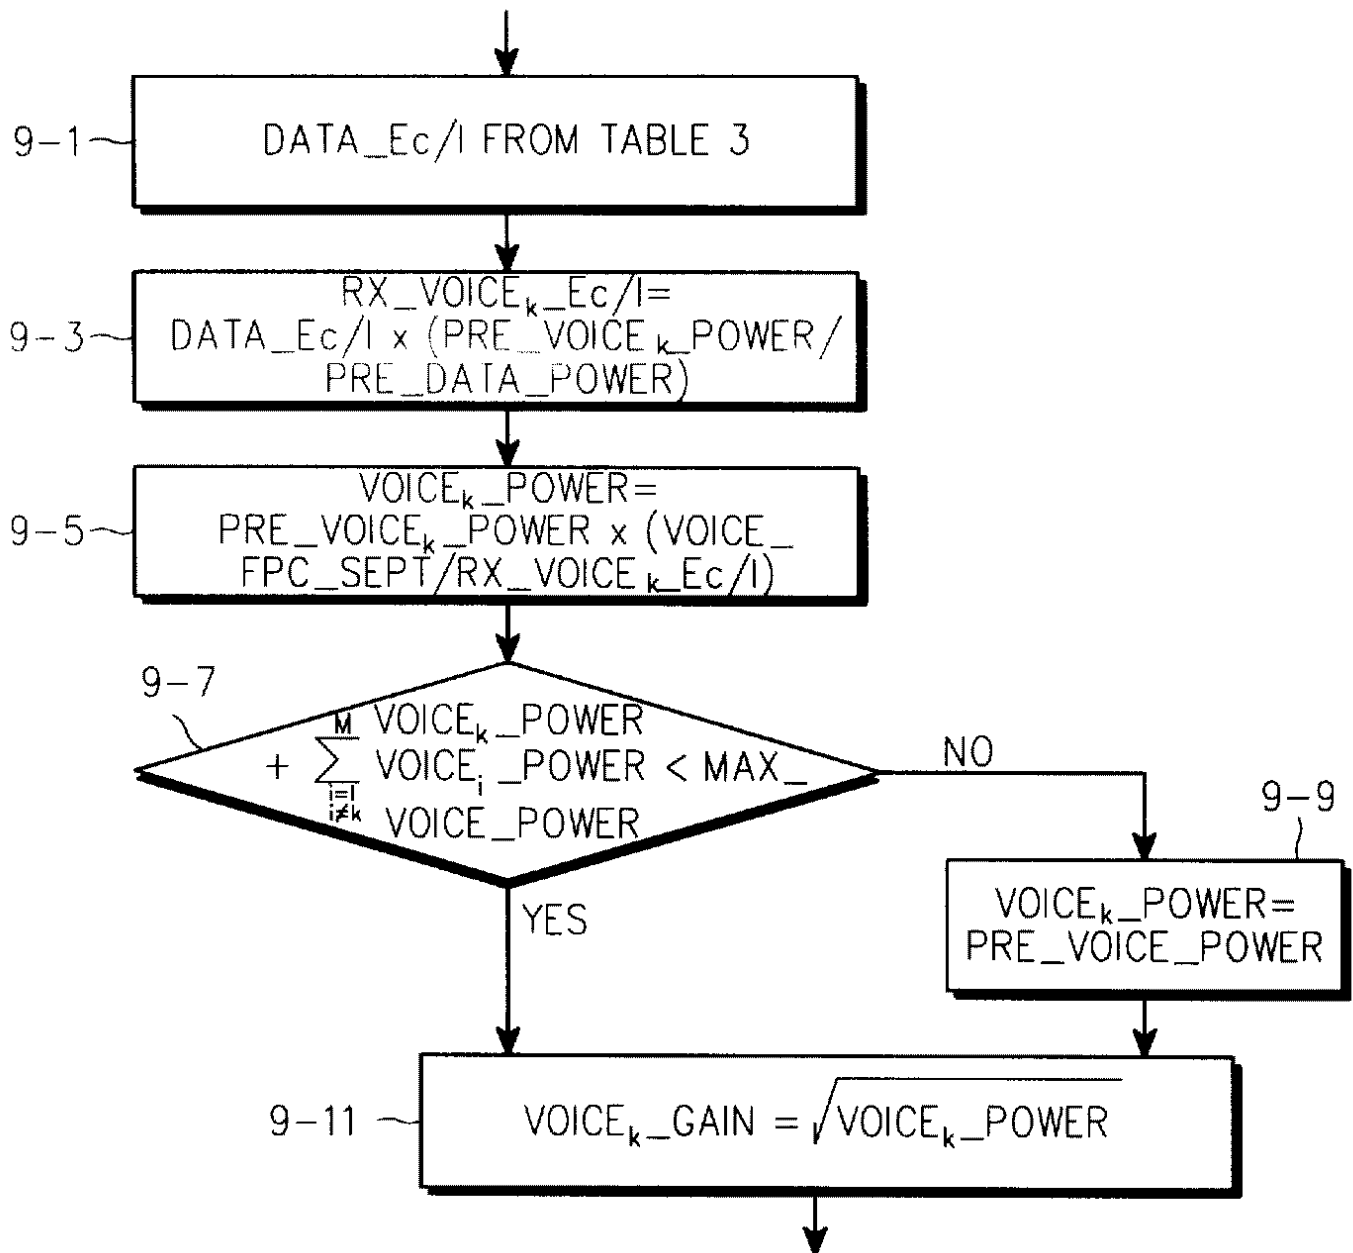 9-1
DATA_Ec/I FROM TABLE 3
9-3
RX_VOICEk_Ec/I=
DATA_Ec/I x (PRE_VOICEk_POWER/
PRE_DATA_POWER)
9-5
VOICEk_POWER=
PRE_VOICEk_POWER x (VOICE_
FPC_SEPT/RX_VOICEk_Ec/I)
9-7
VOICEk_POWER
+ M∑i=1 i≠k VOICEi_POWER < MAX_
VOICE_POWER
NO
YES
9-9
VOICEk_POWER=
PRE_VOICE_POWER
9-11
VOICEk_GAIN = √VOICEk_POWER